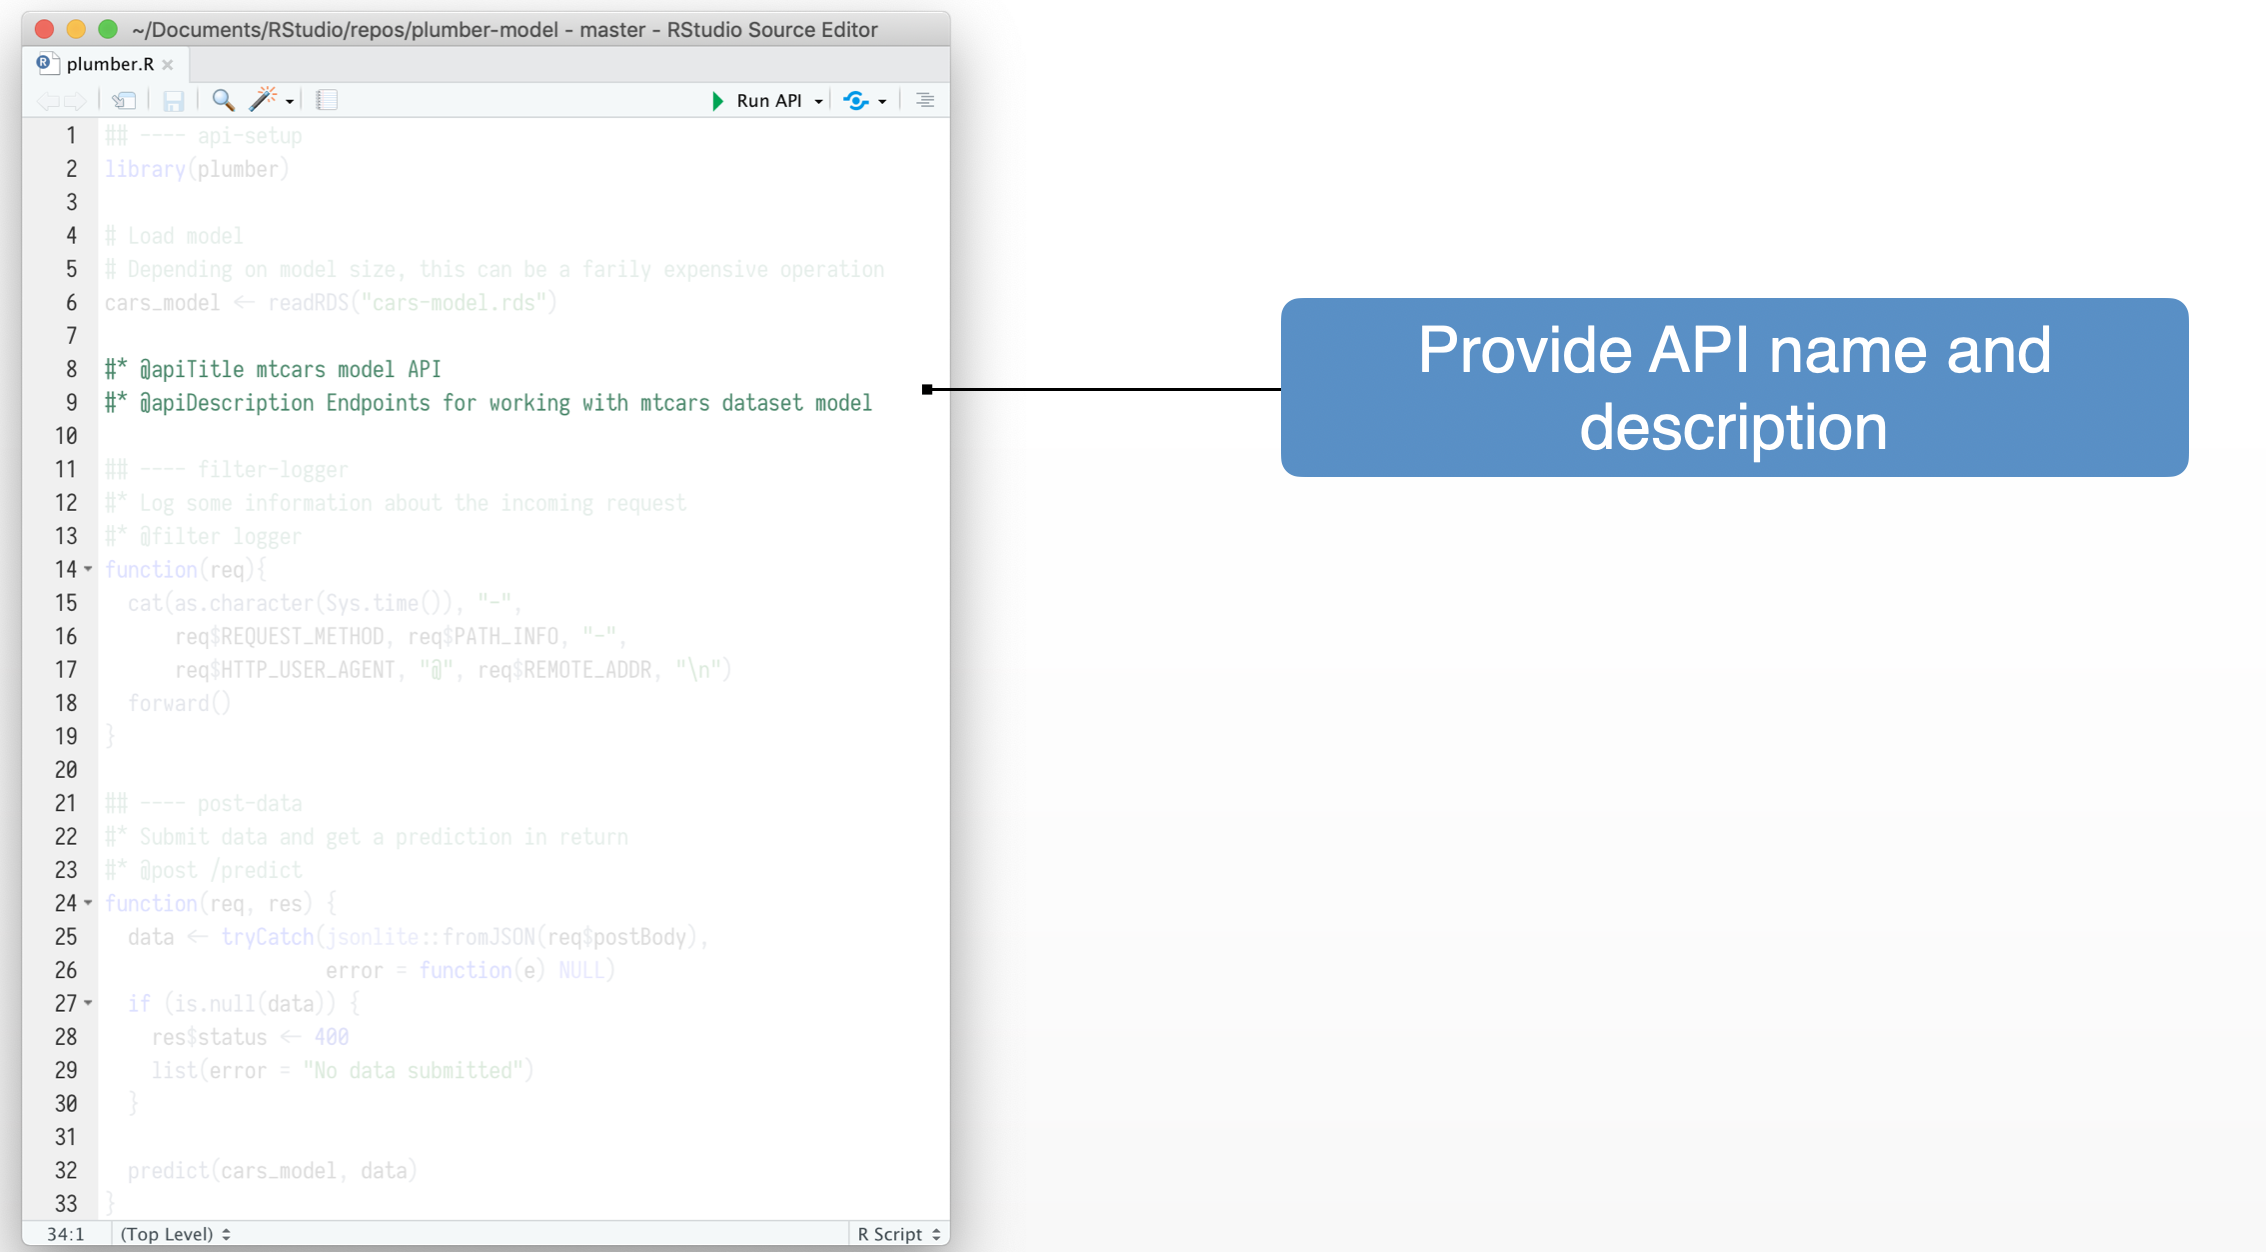 ~/Documents/RStudio/repos/plumber-model - master - RStudio Source Editor
plumber.R
Run API
1 ## ---- api-setup
2 library(plumber)
3
4 # Load model
5 # Depending on model size, this can be a farily expensive operation
6 cars_model <- readRDS("cars-model.rds")
7
8 #* @apiTitle mtcars model API
9 #* @apiDescription Endpoints for working with mtcars dataset model
10
11 ## ---- filter-logger
12 #* Log some information about the incoming request
13 #* @filter logger
14 function(req){
15   cat(as.character(Sys.time()), "-",
16       req$REQUEST_METHOD, req$PATH_INFO, "-",
17       req$HTTP_USER_AGENT, "@", req$REMOTE_ADDR, "\n")
18   forward()
19 }
20
21 ## ---- post-data
22 #* Submit data and get a prediction in return
23 #* @post /predict
24 function(req, res) {
25   data <- tryCatch(jsonlite::fromJSON(req$postBody),
26                    error = function(e) NULL)
27   if (is.null(data)) {
28     res$status <- 400
29     list(error = "No data submitted")
30   }
31
32   predict(cars_model, data)
33 }
34:1 (Top Level) R Script
Provide API name and
description